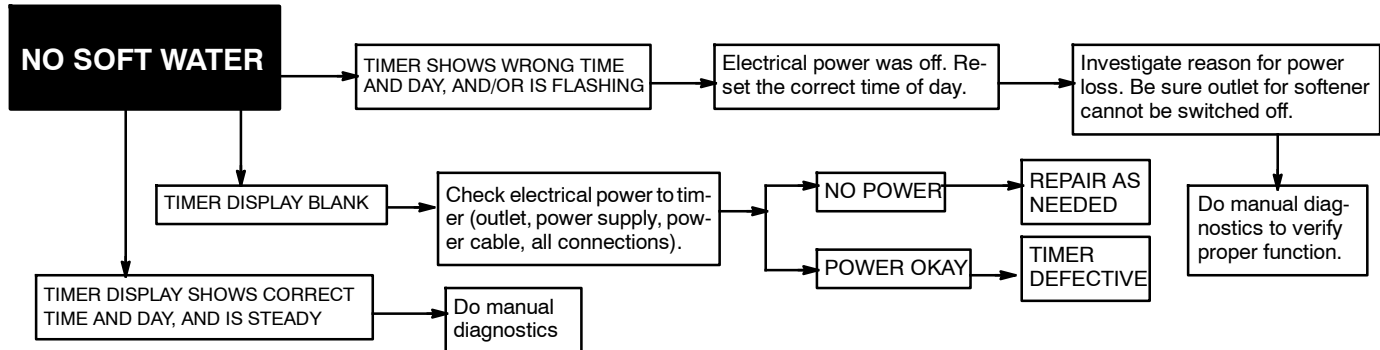 NO SOFT WATER
TIMER SHOWS WRONG TIME
AND DAY, AND/OR IS FLASHING
Electrical power was off. Re-
set the correct time of day.
Investigate reason for power
loss. Be sure outlet for softener
cannot be switched off.
Do manual diag-
nostics to verify
proper function.
TIMER DISPLAY BLANK
Check electrical power to tim-
er (outlet, power supply, pow-
er cable, all connections).
NO POWER
REPAIR AS
NEEDED
POWER OKAY
TIMER
DEFECTIVE
TIMER DISPLAY SHOWS CORRECT
TIME AND DAY, AND IS STEADY
Do manual
diagnostics